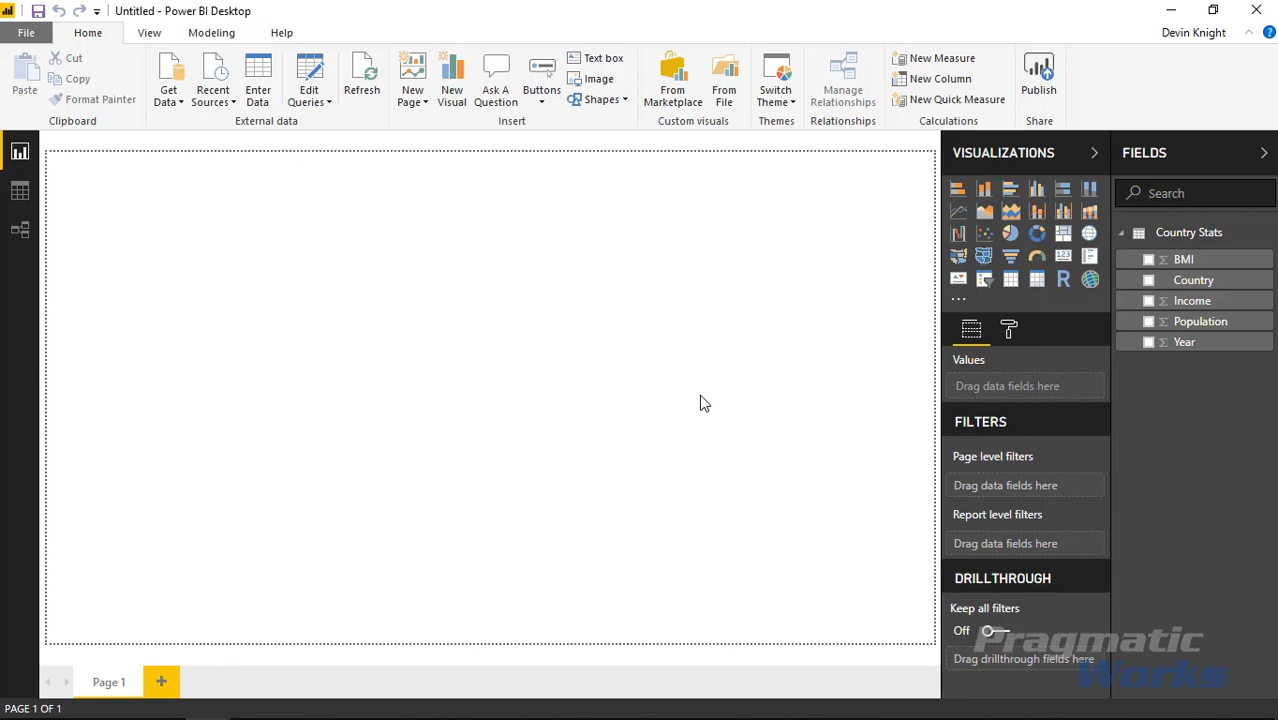 Untitled - Power BI Desktop
File
Home
View
Modeling
Help
Devin Knight
Paste
Cut
Copy
Format Painter
Clipboard
Get Data
Recent Sources
Enter Data
Edit Queries
Refresh
External data
New Page
New Visual
Ask A Question
Buttons
Text box
Image
Shapes
Insert
From Marketplace
From File
Custom visuals
Switch Theme
Themes
Manage Relationships
Relationships
New Measure
New Column
New Quick Measure
Calculations
Publish
Share
VISUALIZATIONS
123
R
Values
Drag data fields here
FILTERS
Page level filters
Drag data fields here
Report level filters
Drag data fields here
DRILLTHROUGH
Keep all filters
Off
Drag drillthrough fields here
FIELDS
Search
Country Stats
Σ BMI
Country
Σ Income
Σ Population
Σ Year
Pragmatic
Works
Page 1
PAGE 1 OF 1